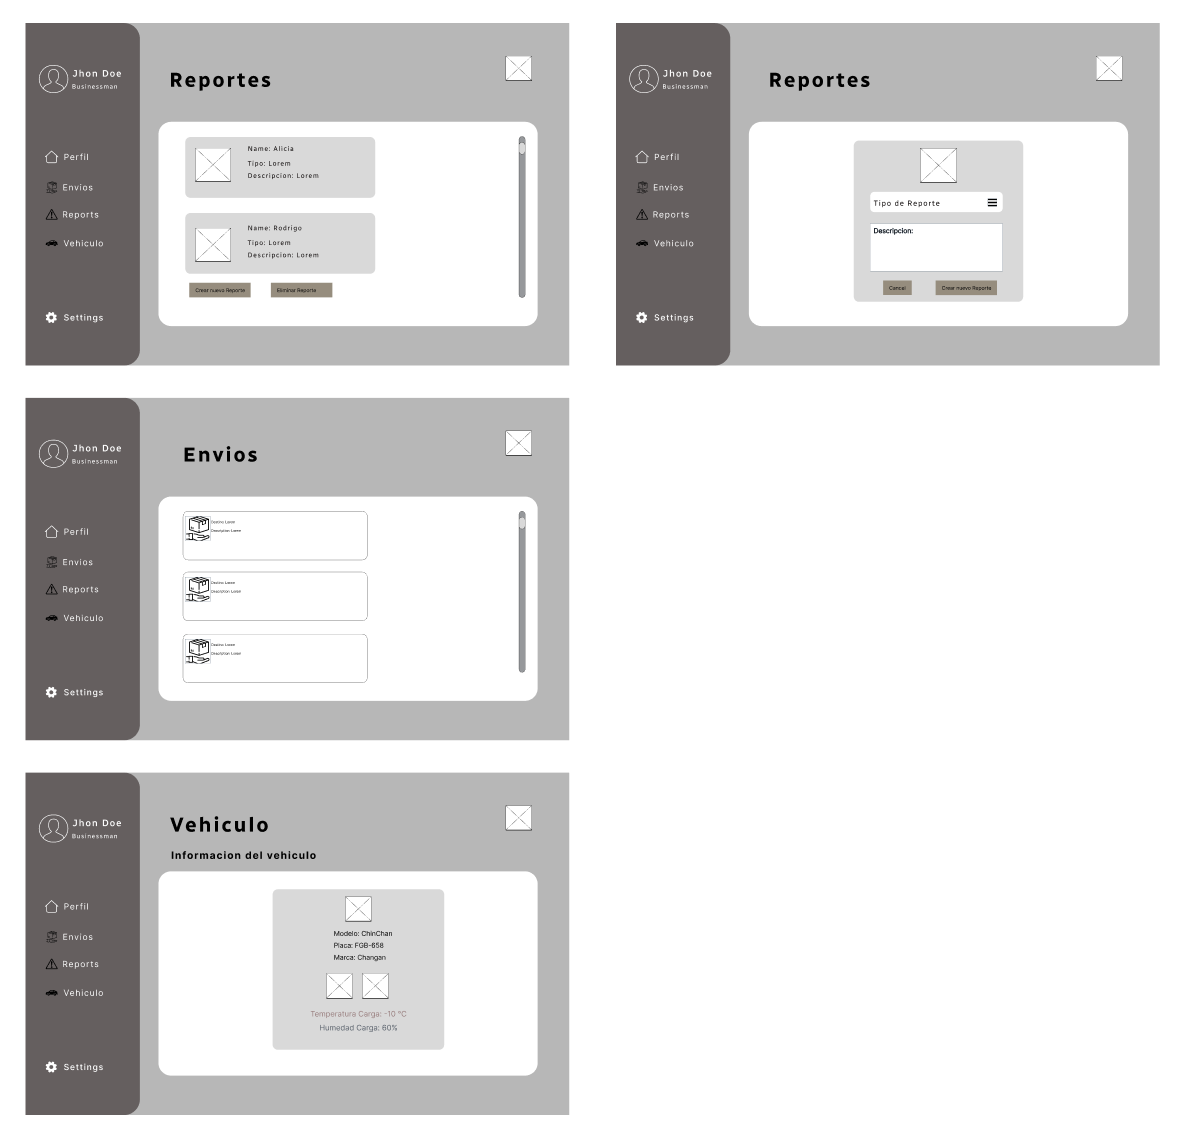 Jhon Doe
Businessman
Perfil
Envios
Reports
Vehiculo
Settings
Reportes
Name: Alicia
Tipo: Lorem
Descripcion: Lorem
Name: Rodrigo
Tipo: Lorem
Descripcion: Lorem
Crear nuevo Reporte
Eliminar Reporte
Jhon Doe
Businessman
Perfil
Envios
Reports
Vehiculo
Settings
Reportes
Tipo de Reporte
Descripcion:
Cancal
Crear nuevo Reporte
Jhon Doe
Businessman
Perfil
Envios
Reports
Vehiculo
Settings
Envios
Destino: Lorem
Description: Lorem
Destino: Lorem
Description: Lorem
Destino: Lorem
Description: Lorem
Jhon Doe
Businessman
Perfil
Envios
Reports
Vehiculo
Settings
Vehiculo
Informacion del vehiculo
Modelo: ChinChan
Placa: FGB-658
Marca: Changan
Temperatura Carga: -10 °C
Humedad Carga: 60%